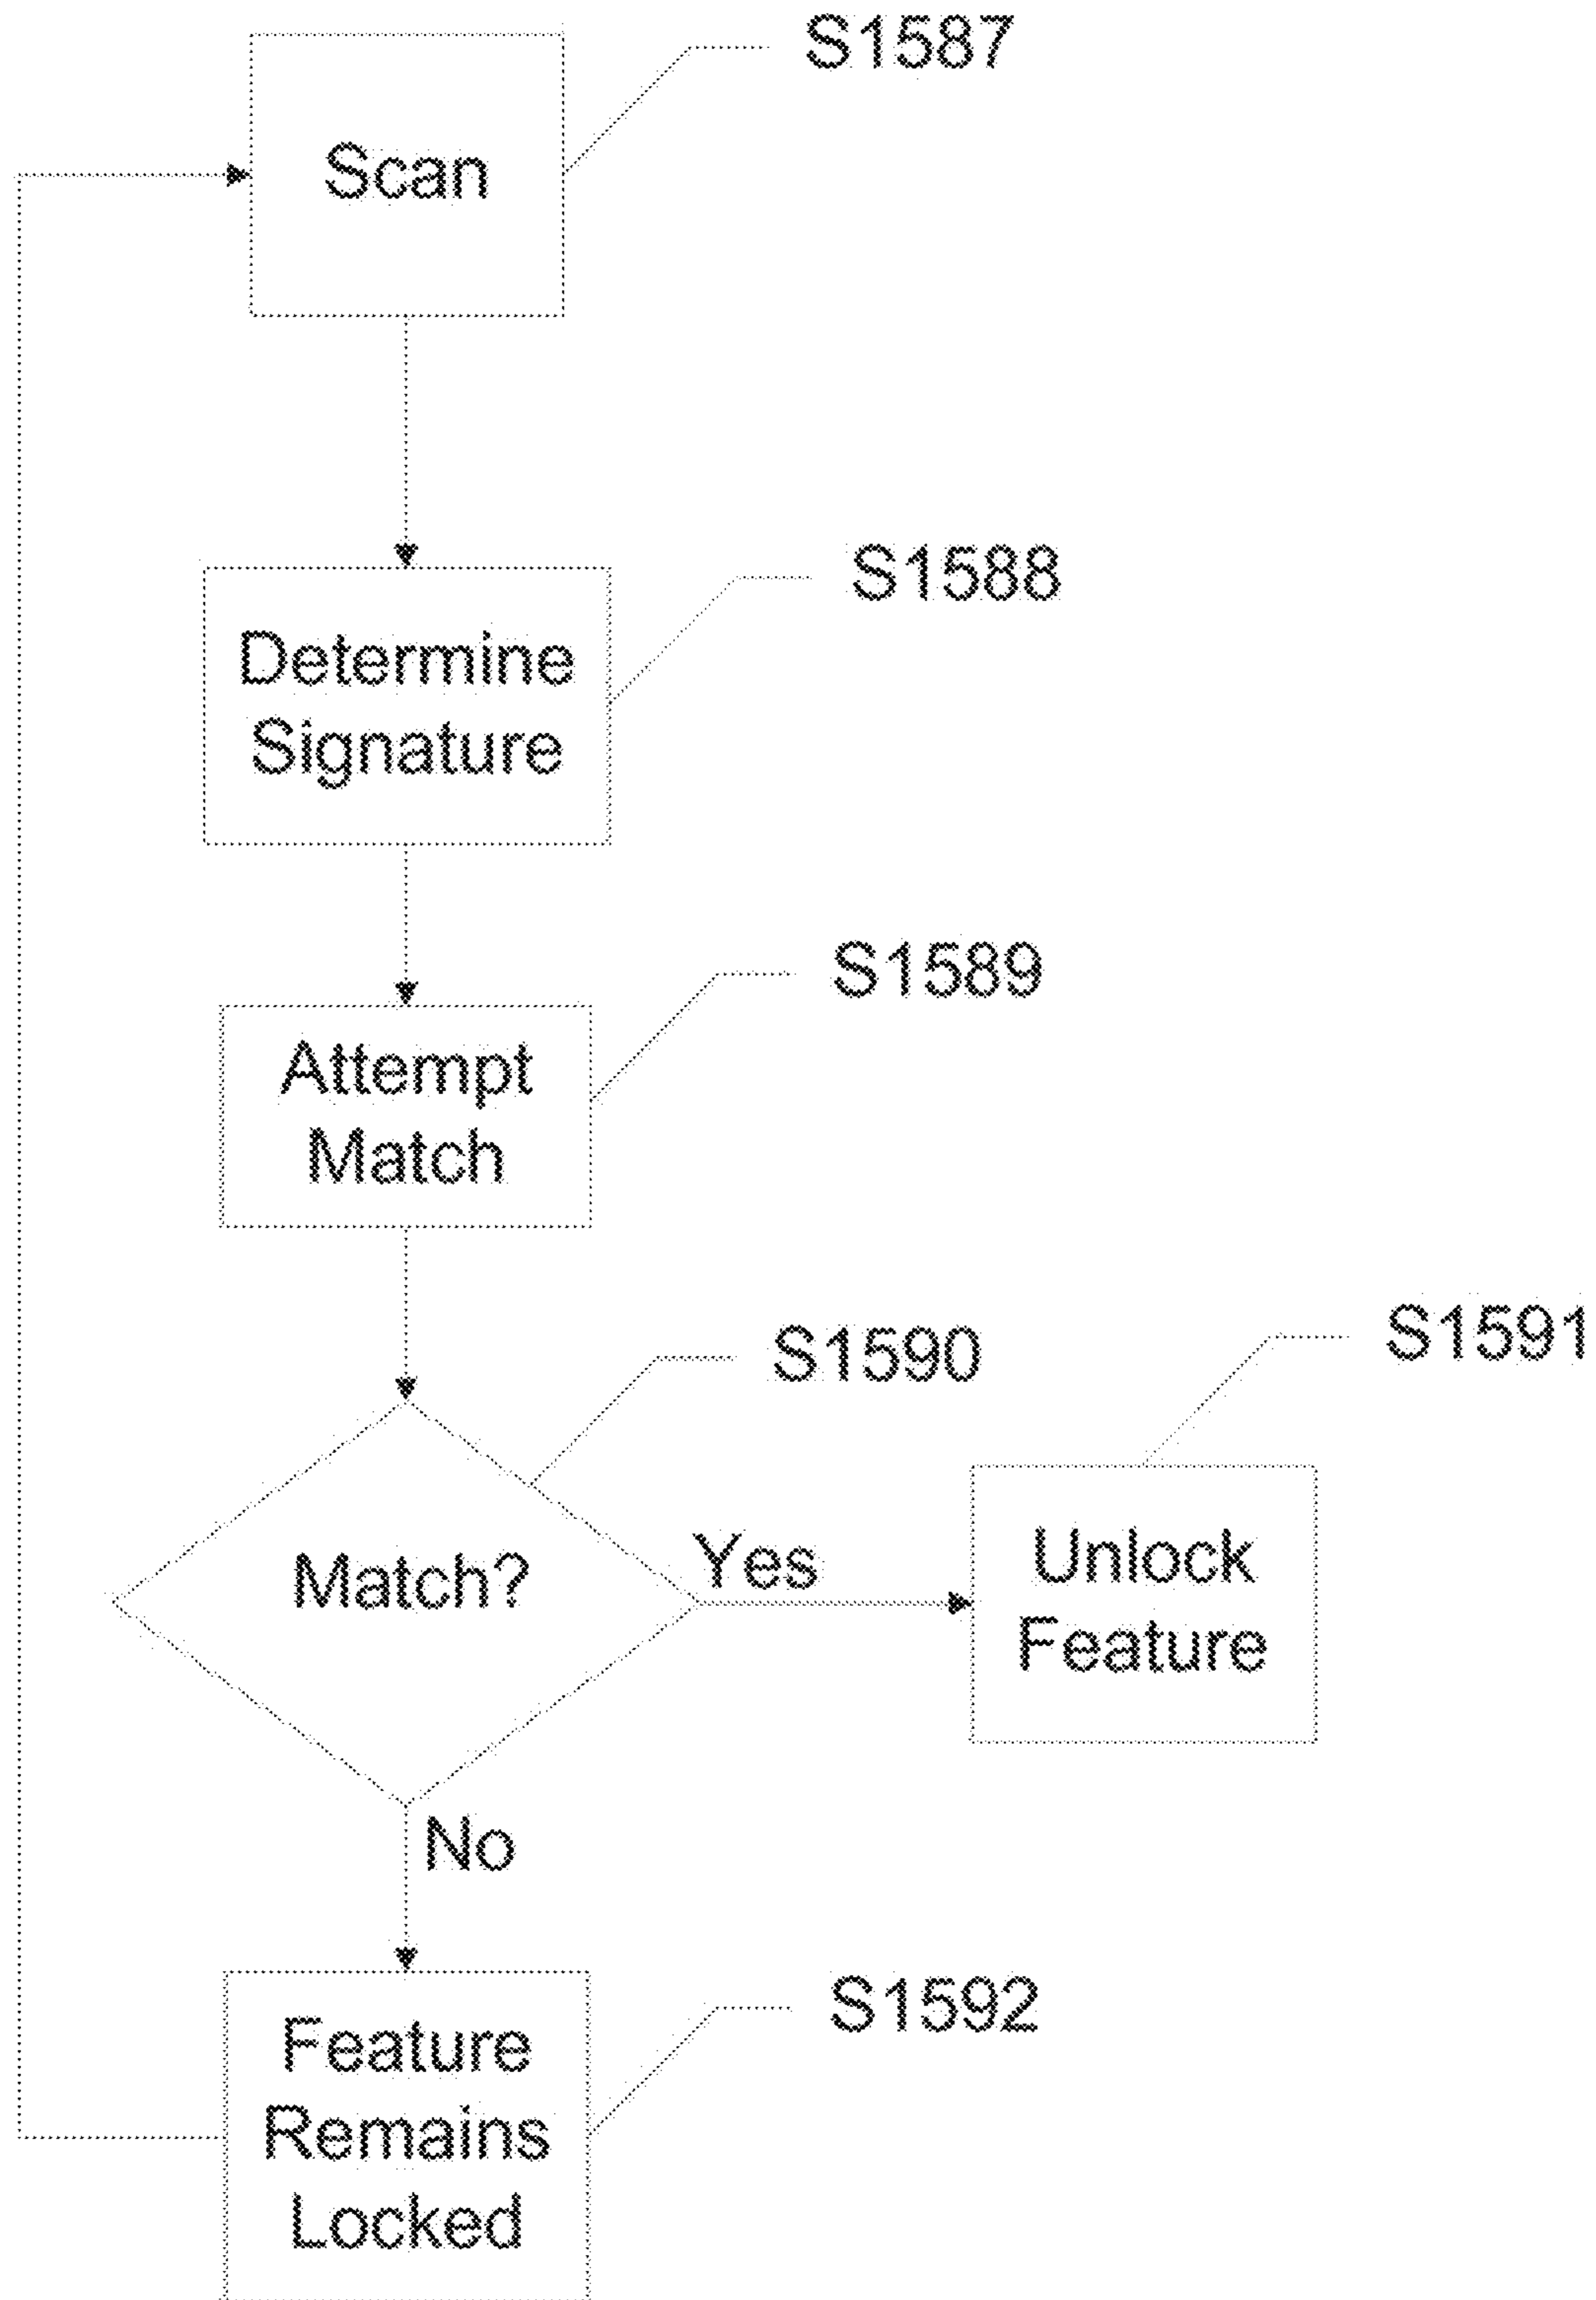 S1587
Scan
S1588
Determine
Signature
S1589
Attempt
Match
S1590
S1591
Match?
Yes
Unlock
Feature
No
S1592
Feature
Remains
Locked